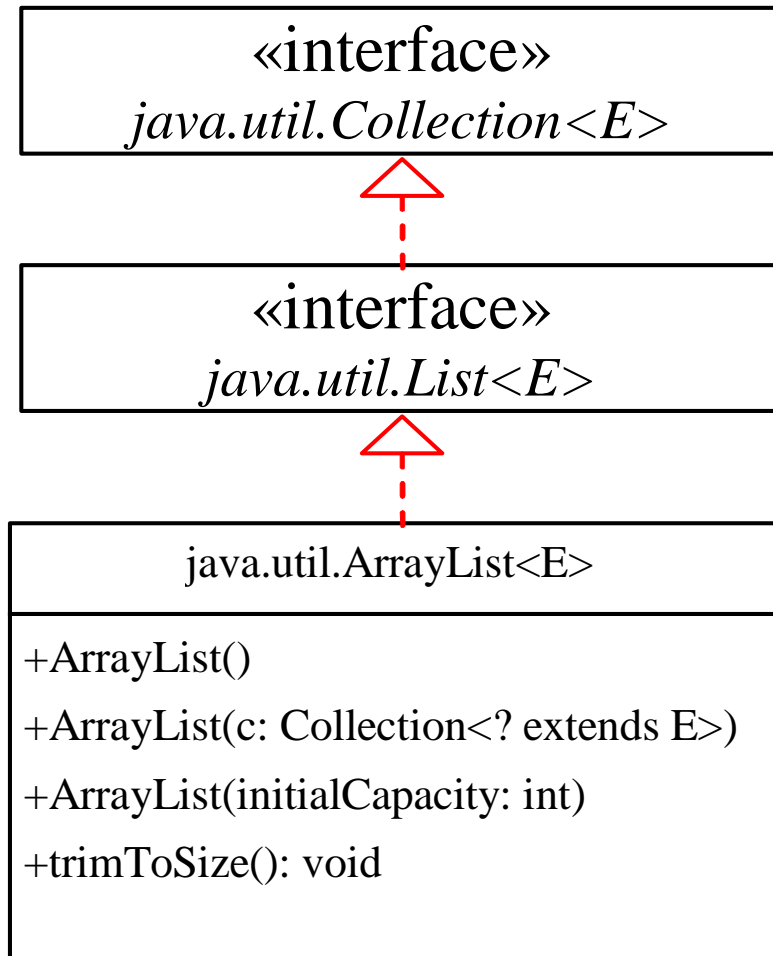 «interface»
java.util.Collection<E>
«interface»
java.util.List<E>
java.util.ArrayList<E>
+ArrayList()
+ArrayList(c: Collection<? extends E>)
+ArrayList(initialCapacity: int)
+trimToSize(): void